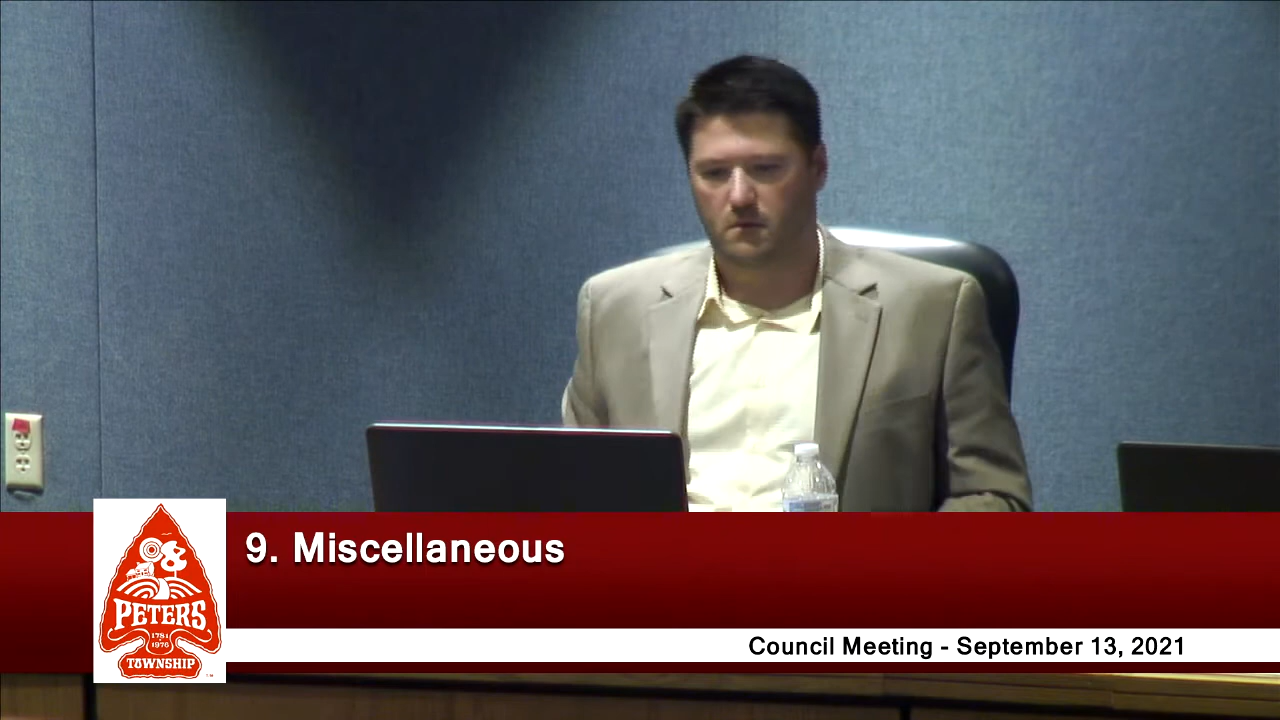 9. Miscellaneous
PETERS
1781
1976
TOWNSHIP
Council Meeting - September 13, 2021